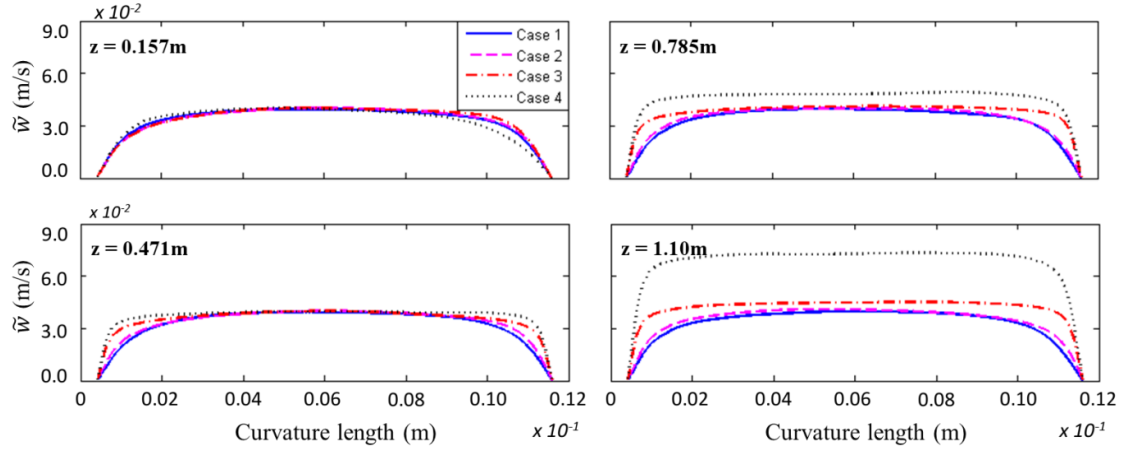 x 10⁻²
9.0
6.0
3.0
0.0
w̃ (m/s)
z = 0.157m
Case 1
Case 2
Case 3
Case 4
z = 0.785m
x 10⁻²
9.0
6.0
3.0
0.0
w̃ (m/s)
z = 0.471m
z = 1.10m
0 0.02 0.04 0.06 0.08 0.10 0.12
Curvature length (m) x 10⁻¹
0 0.02 0.04 0.06 0.08 0.10 0.12
Curvature length (m) x 10⁻¹